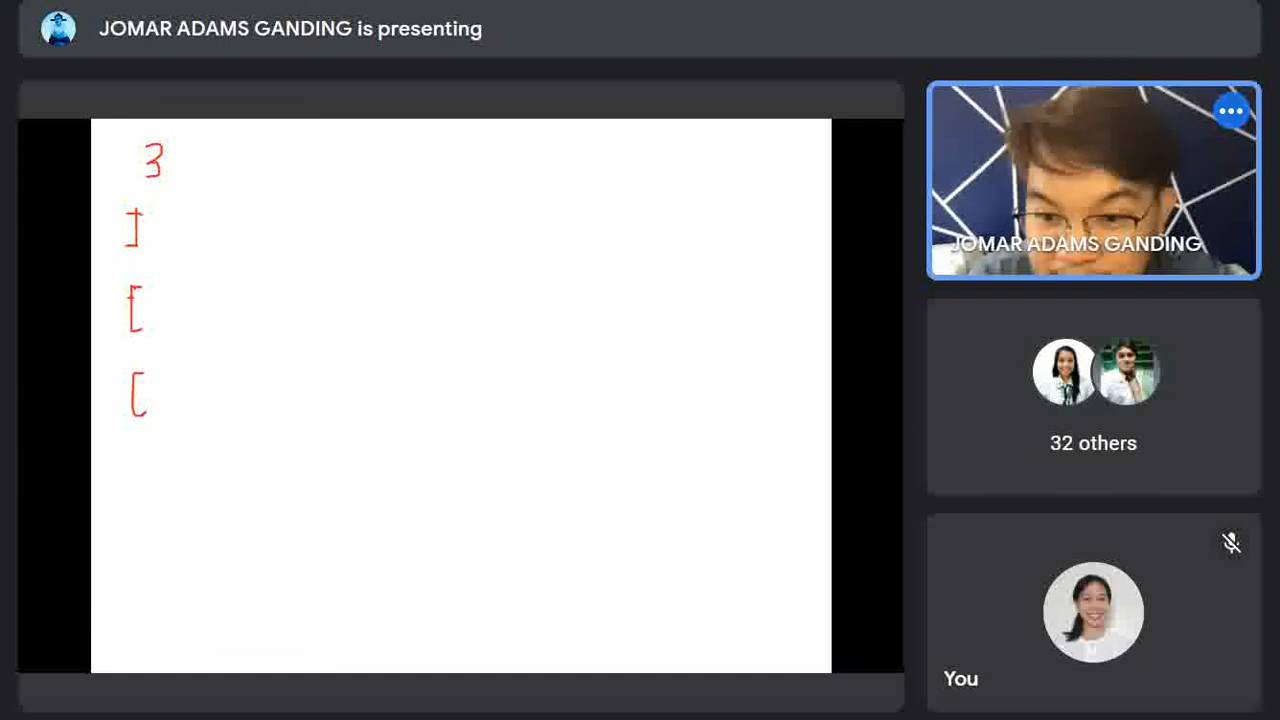 JOMAR ADAMS GANDING is presenting
3
]
[
[
JOMAR ADAMS GANDING
32 others
You